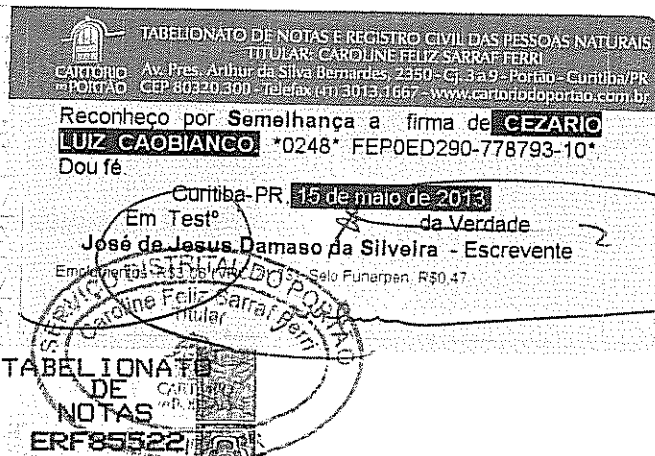 TABELIONATO DE NOTAS E REGISTRO CIVIL DAS PESSOAS NATURAIS
TITULAR: CAROLINE FELIZ SARRAF FERRI
CARTÓRIO
DO PORTÃO
Av. Pres. Arthur da Silva Bernardes, 2350 - Cj. 3 a 9 - Portão - Curitiba/PR
CEP 80320.300 - Telefax (41) 3013.1667 - www.cartoriodoportao.com.br
Reconheço por Semelhança a firma de CEZARIO
LUIZ CAOBIANCO. *0248* FEP0ED290-778793-10*
Dou fé.
Curitiba-PR, 15 de maio de 2013
Em Testº da Verdade
José de Jesus Damaso da Silveira - Escrevente
Selo Funarpen. R$0,47
SERVIÇO DISTRITAL DO PORTÃO
Caroline Feliz Sarraf Ferri
Titular
TABELIONATO
DE
NOTAS
ERF85522